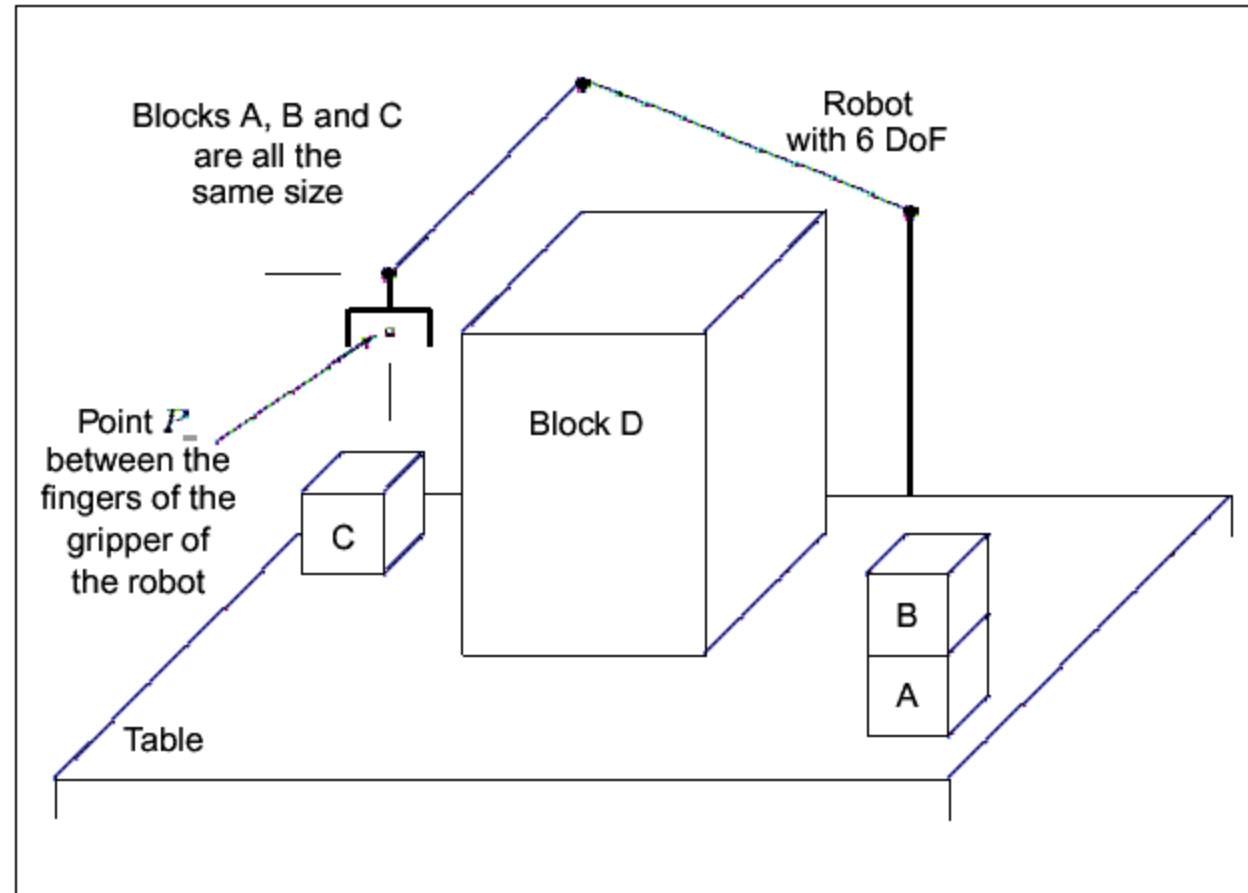 Blocks A, B and C
are all the
same size
Robot
with 6 DoF
Point P
between the
fingers of the
gripper of
the robot
Block D
C
B
A
Table